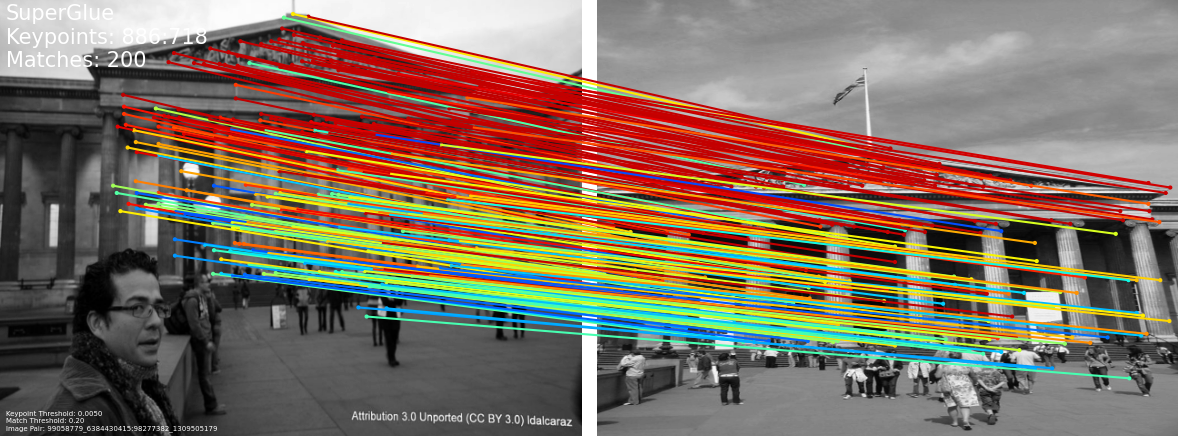 SuperGlue
Keypoints: 886:718
Matches: 200
Attribution 3.0 Unported (CC BY 3.0) ldalcaraz
Keypoint Threshold: 0.0050
Match Threshold: 0.20
Image Pair: 99058779_6384430415:98277382_1309505179